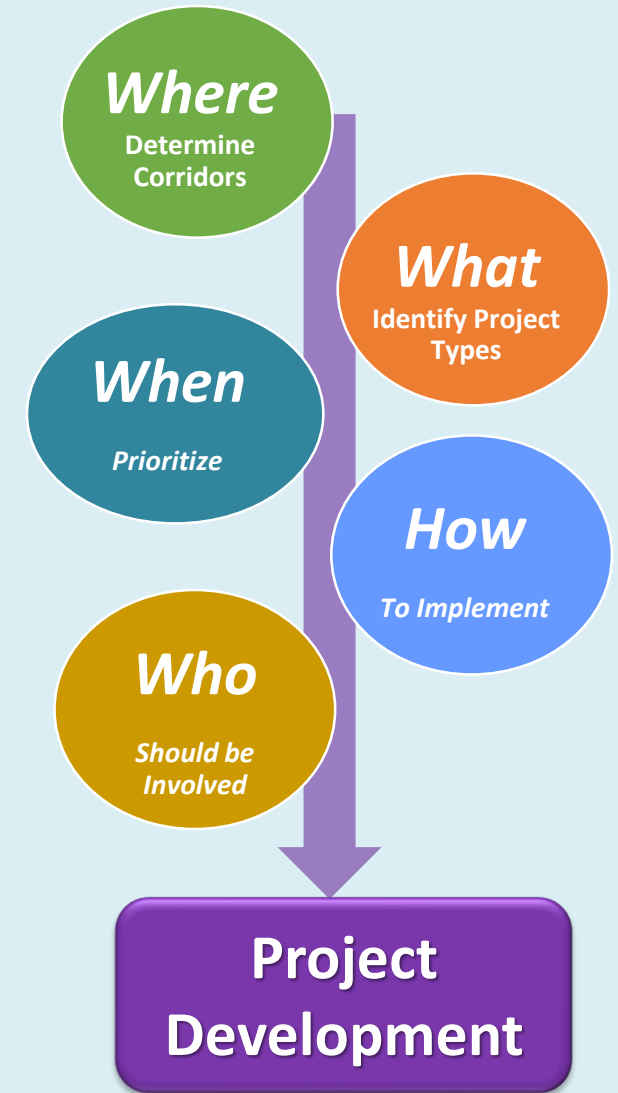 Where
Determine
Corridors
What
Identify Project
Types
When
Prioritize
How
To Implement
Who
Should be
Involved
Project
Development